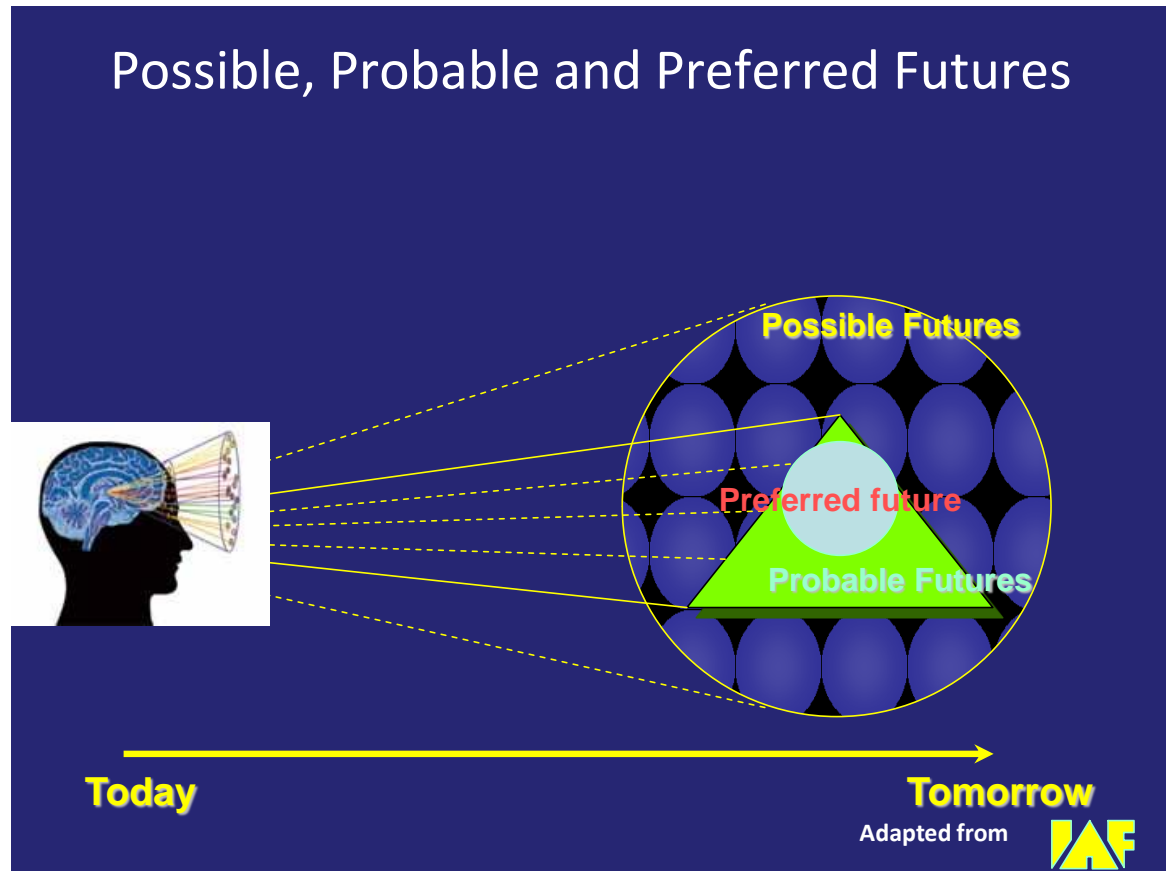 Possible, Probable and Preferred Futures
Possible Futures
Preferred future
Probable Futures
Today
Tomorrow
Adapted from
IAF